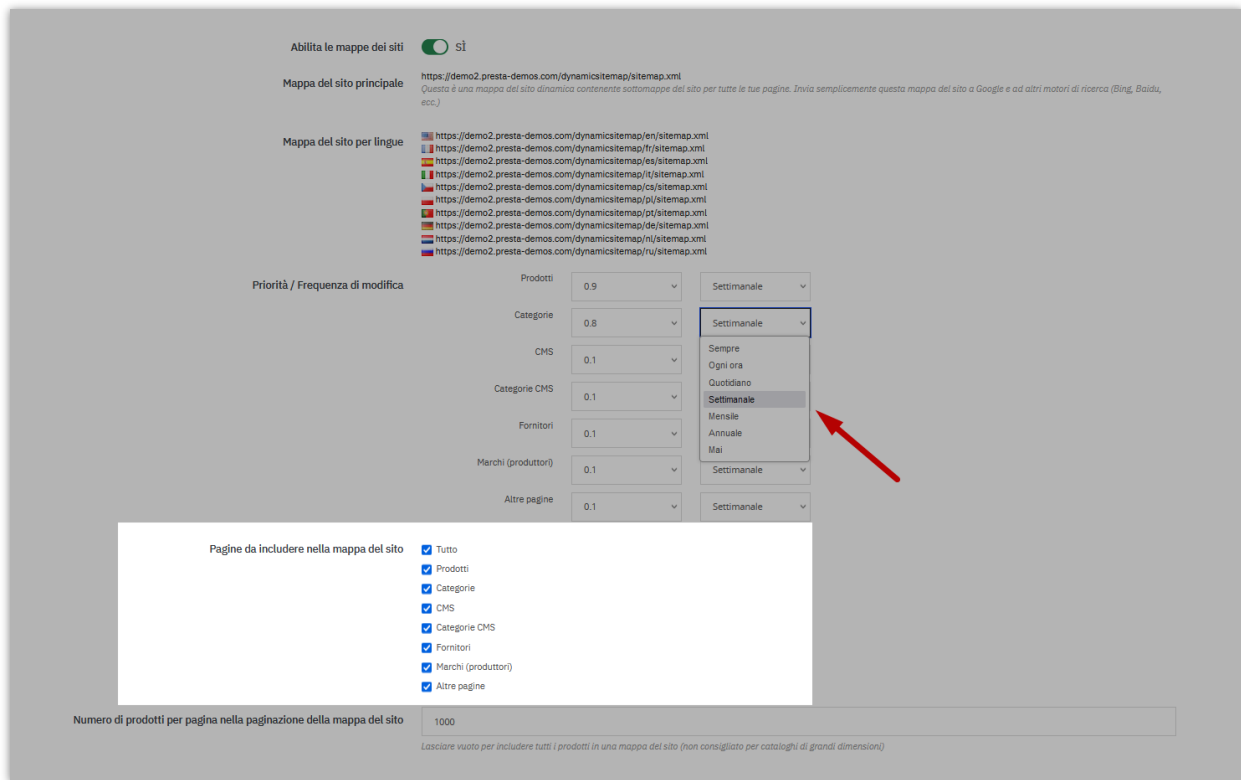 Abilita le mappe dei siti SÌ
Mappa del sito principale https://demo2.presta-demos.com/dynamicsitemap/sitemap.xml
Questa è una mappa del sito dinamica contenente sottomappe del sito per tutte le tue pagine. Invia semplicemente questa mappa del sito a Google e ad altri motori di ricerca (Bing, Baidu,
ecc.)
Mappa del sito per lingue https://demo2.presta-demos.com/dynamicsitemap/en/sitemap.xml
https://demo2.presta-demos.com/dynamicsitemap/fr/sitemap.xml
https://demo2.presta-demos.com/dynamicsitemap/es/sitemap.xml
https://demo2.presta-demos.com/dynamicsitemap/it/sitemap.xml
https://demo2.presta-demos.com/dynamicsitemap/cs/sitemap.xml
https://demo2.presta-demos.com/dynamicsitemap/pl/sitemap.xml
https://demo2.presta-demos.com/dynamicsitemap/pt/sitemap.xml
https://demo2.presta-demos.com/dynamicsitemap/de/sitemap.xml
https://demo2.presta-demos.com/dynamicsitemap/nl/sitemap.xml
https://demo2.presta-demos.com/dynamicsitemap/ru/sitemap.xml
Priorità / Frequenza di modifica Prodotti 0.9 Settimanale
Categorie 0.8 Settimanale
CMS 0.1
Categorie CMS 0.1
Fornitori 0.1
Sempre
Ogni ora
Quotidiano
Settimanale
Mensile
Annuale
Mai
Marchi (produttori) 0.1 Settimanale
Altre pagine 0.1 Settimanale
Pagine da includere nella mappa del sito Tutto
Prodotti
Categorie
CMS
Categorie CMS
Fornitori
Marchi (produttori)
Altre pagine
Numero di prodotti per pagina nella paginazione della mappa del sito 1000
Lasciare vuoto per includere tutti i prodotti in una mappa del sito (non consigliato per cataloghi di grandi dimensioni)